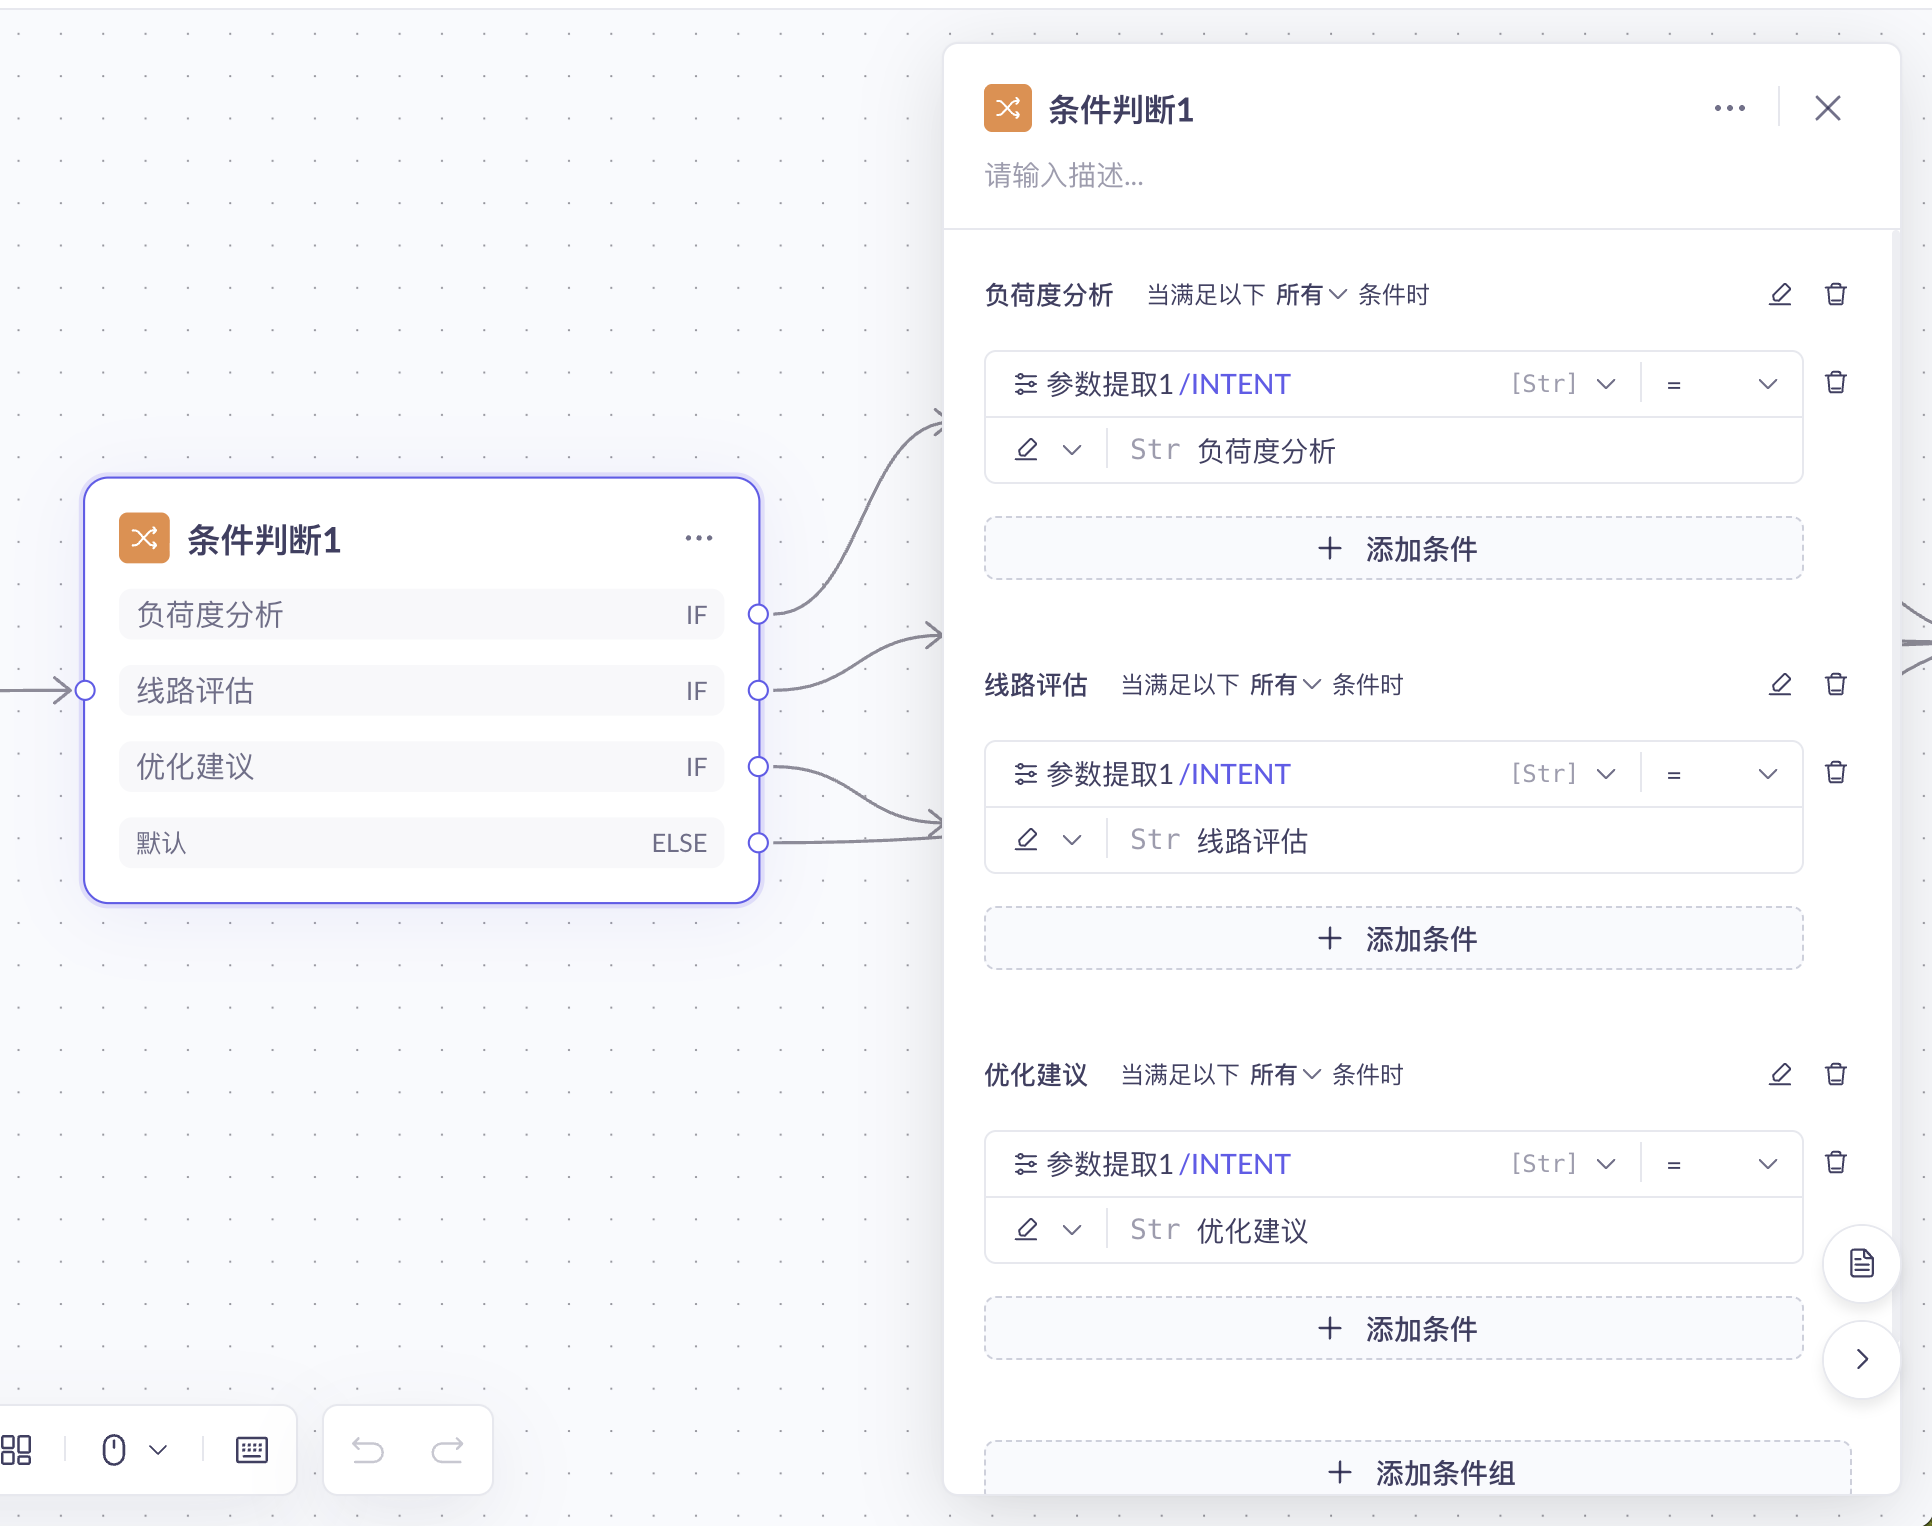 条件判断1
负荷度分析 IF
线路评估 IF
优化建议 IF
默认 ELSE
条件判断1
请输入描述...
负荷度分析 当满足以下 所有 条件时
参数提取1 /INTENT [Str] =
Str 负荷度分析
添加条件
线路评估 当满足以下 所有 条件时
参数提取1 /INTENT [Str] =
Str 线路评估
添加条件
优化建议 当满足以下 所有 条件时
参数提取1 /INTENT [Str] =
Str 优化建议
添加条件
添加条件组